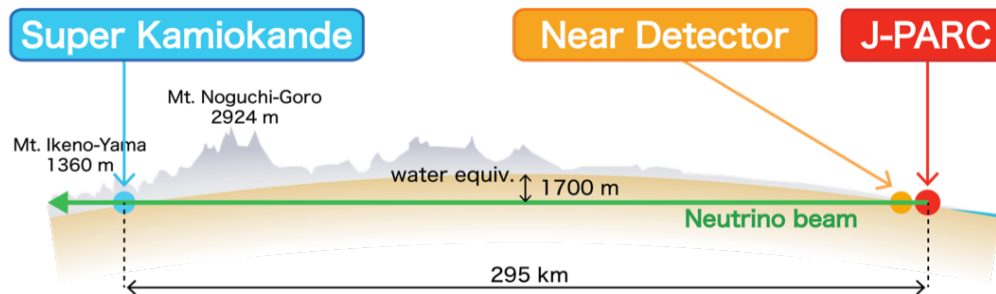 Super Kamiokande
Near Detector
J-PARC
Mt. Noguchi-Goro
2924 m
Mt. Ikeno-Yama
1360 m
water equiv.
1700 m
Neutrino beam
295 km